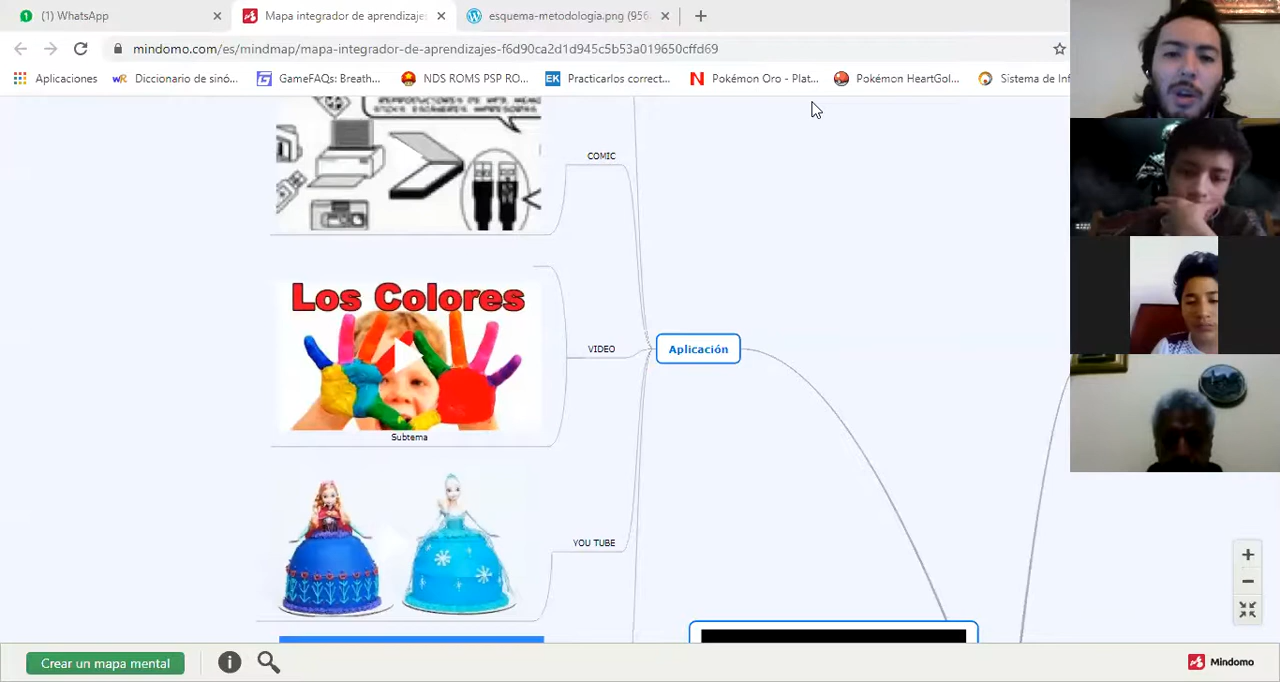 (1) WhatsApp
Mapa integrador de aprendizajes
esquema-metodologia.png (956
mindomo.com/es/mindmap/mapa-integrador-de-aprendizajes-f6d90ca2d1d945c5b53a019650cffd69
Aplicaciones
Diccionario de sinó...
GameFAQs: Breath...
NDS ROMS PSP RO...
EK
Practicarlos correct...
Pokémon Oro - Plat...
Pokémon HeartGol...
Sistema de Inf
COMIC
Los Colores
VIDEO
Aplicación
Subtema
YOU TUBE
Crear un mapa mental
Mindomo